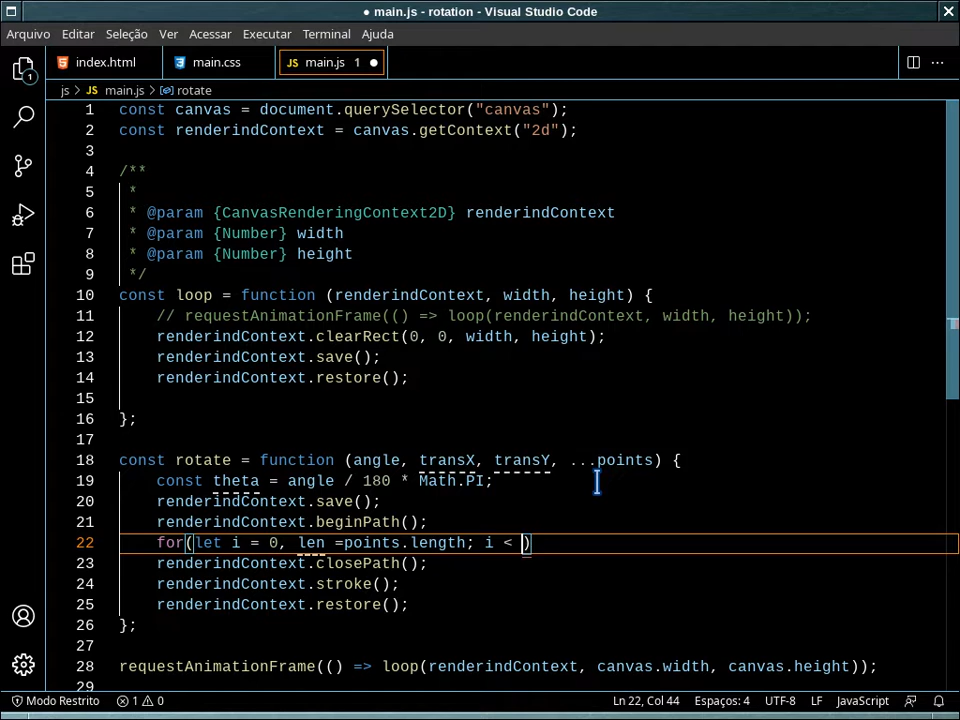 ● main.js - rotation - Visual Studio Code
Arquivo Editar Seleção Ver Acessar Executar Terminal Ajuda
index.html main.css JS main.js 1 ●
js > JS main.js > rotate
1 const canvas = document.querySelector("canvas");
2 const renderindContext = canvas.getContext("2d");
3
4 /**
5 *
6 * @param {CanvasRenderingContext2D} renderindContext
7 * @param {Number} width
8 * @param {Number} height
9 */
10 const loop = function (renderindContext, width, height) {
11 // requestAnimationFrame(() => loop(renderindContext, width, height));
12 renderindContext.clearRect(0, 0, width, height);
13 renderindContext.save();
14 renderindContext.restore();
15
16 };
17
18 const rotate = function (angle, transX, transY, ...points) {
19 const theta = angle / 180 * Math.PI;
20 renderindContext.save();
21 renderindContext.beginPath();
22 for(let i = 0, len =points.length; i < )
23 renderindContext.closePath();
24 renderindContext.stroke();
25 renderindContext.restore();
26 };
27
28 requestAnimationFrame(() => loop(renderindContext, canvas.width, canvas.height));
29
Modo Restrito 1 0 Ln 22, Col 44 Espaços: 4 UTF-8 LF JavaScript